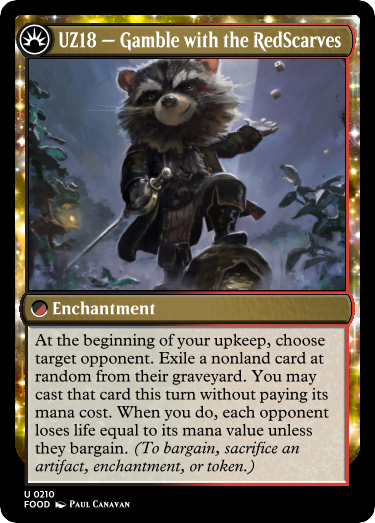 UZ18 – Gamble with the RedScarves
Enchantment
At the beginning of your upkeep, choose
target opponent. Exile a nonland card at
random from their graveyard. You may
cast that card this turn without paying its
mana cost. When you do, each opponent
loses life equal to its mana value unless
they bargain. (To bargain, sacrifice an
artifact, enchantment, or token.)
U 0210
FOOD Paul Canavan